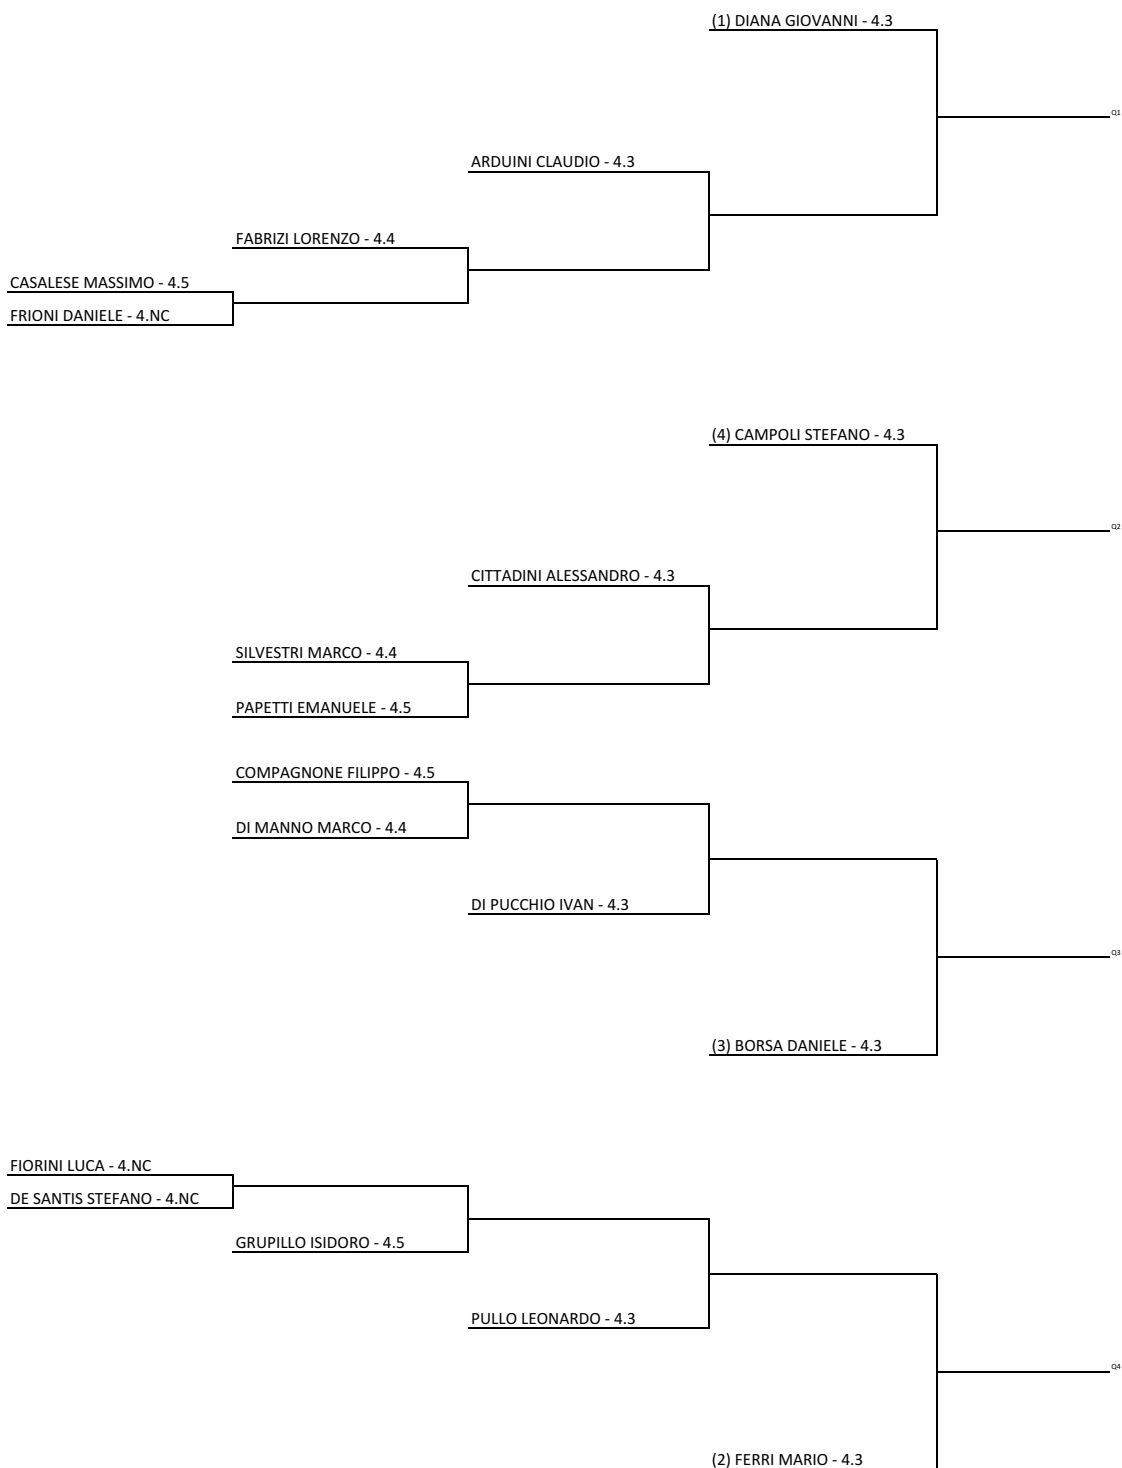 (1) DIANA GIOVANNI - 4.3
Q1
ARDUINI CLAUDIO - 4.3
FABRIZI LORENZO - 4.4
CASALESE MASSIMO - 4.5
FRIONI DANIELE - 4.NC
(4) CAMPOLI STEFANO - 4.3
Q2
CITTADINI ALESSANDRO - 4.3
SILVESTRI MARCO - 4.4
PAPETTI EMANUELE - 4.5
COMPAGNONE FILIPPO - 4.5
DI MANNO MARCO - 4.4
DI PUCCHIO IVAN - 4.3
Q3
(3) BORSA DANIELE - 4.3
FIORINI LUCA - 4.NC
DE SANTIS STEFANO - 4.NC
GRUPILLO ISIDORO - 4.5
PULLO LEONARDO - 4.3
Q4
(2) FERRI MARIO - 4.3